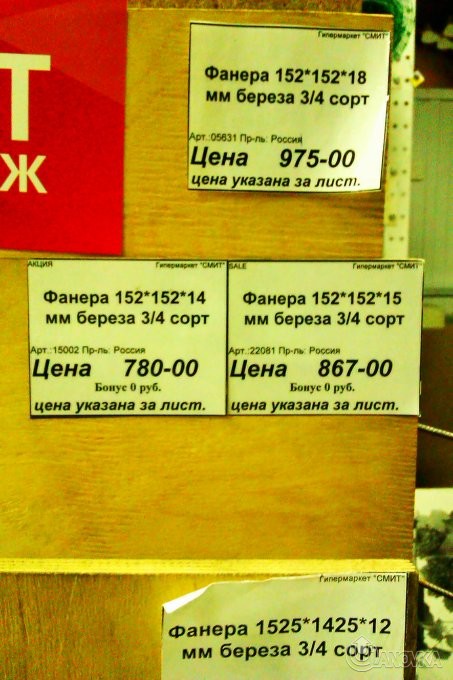 Т
Ж
Гипермаркет "СМИТ"
Фанера 152*152*18
мм береза 3/4 сорт
Арт.:05631 Пр-ль: Россия
Цена 975-00
цена указана за лист.
АКЦИЯ Гипермаркет "СМИТ"
Фанера 152*152*14
мм береза 3/4 сорт
Арт.:15002 Пр-ль: Россия
Цена 780-00
Бонус 0 руб.
цена указана за лист.
SALE Гипермаркет "СМИТ"
Фанера 152*152*15
мм береза 3/4 сорт
Арт.:22081 Пр-ль: Россия
Цена 867-00
Бонус 0 руб.
цена указана за лист.
Гипермаркет "СМИТ"
Фанера 1525*1425*12
мм береза 3/4 сорт